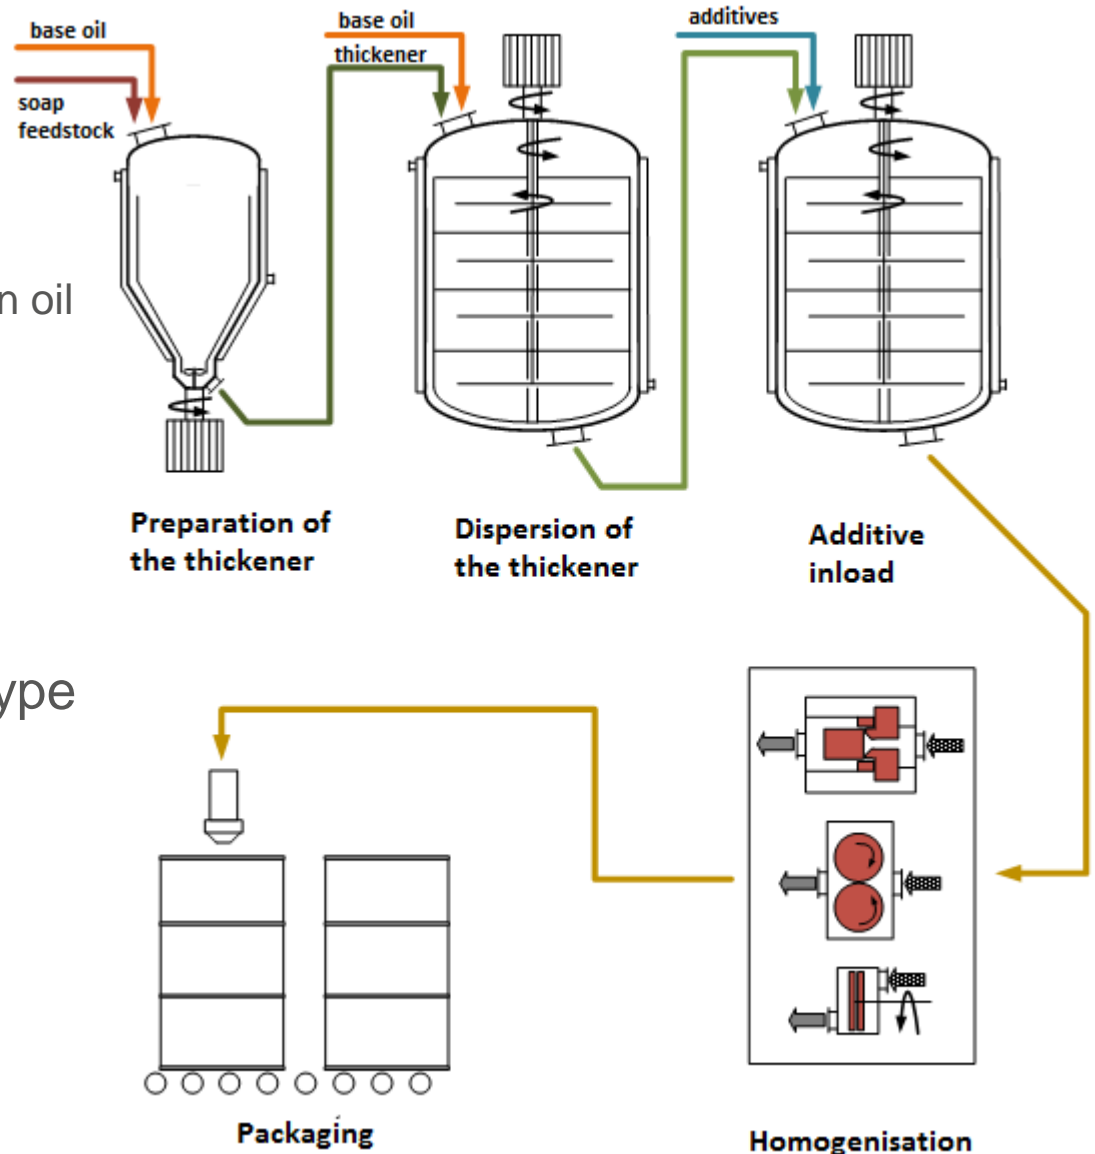 base oil
soap
feedstock
base oil
thickener
additives
n oil
Preparation of
the thickener
Dispersion of
the thickener
Additive
inload
ype
Packaging
Homogenisation